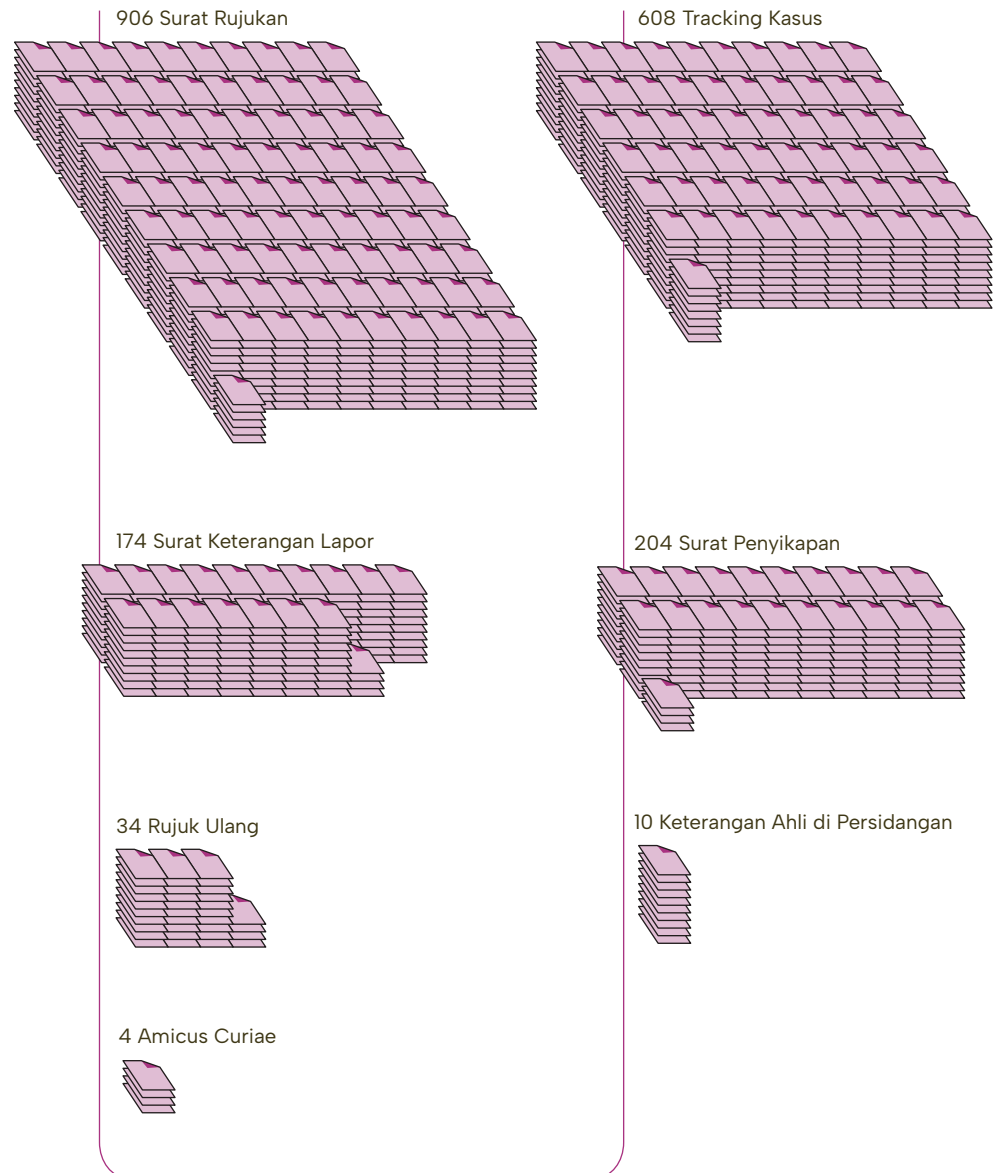 906 Surat Rujukan
608 Tracking Kasus
174 Surat Keterangan Lapor
204 Surat Penyikapan
34 Rujuk Ulang
10 Keterangan Ahli di Persidangan
4 Amicus Curiae